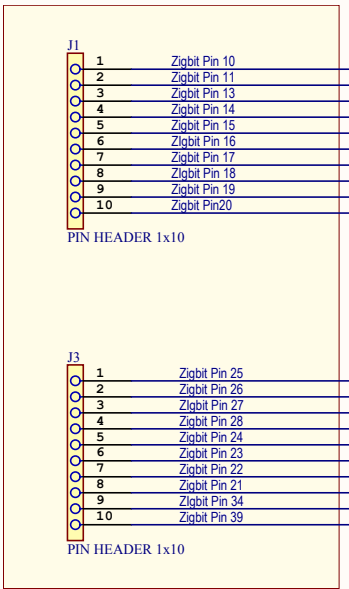 J1
1 Zigbit Pin 10
2 Zigbit Pin 11
3 Zigbit Pin 13
4 Zigbit Pin 14
5 Zigbit Pin 15
6 ZIgbit Pin 16
7 Zigbit Pin 17
8 ZIgbit Pin 18
9 Zigbit Pin 19
10 Zigbit Pin20
PIN HEADER 1x10
J3
1 Zigbit Pin 25
2 Zigbit Pin 26
3 ZIgbit Pin 27
4 Zigbit Pin 28
5 Zigbit Pin 24
6 Zigbit Pin 23
7 Zigbit Pin 22
8 Zigbit Pin 21
9 ZIgbit Pin 34
10 Zigbit Pin 39
PIN HEADER 1x10